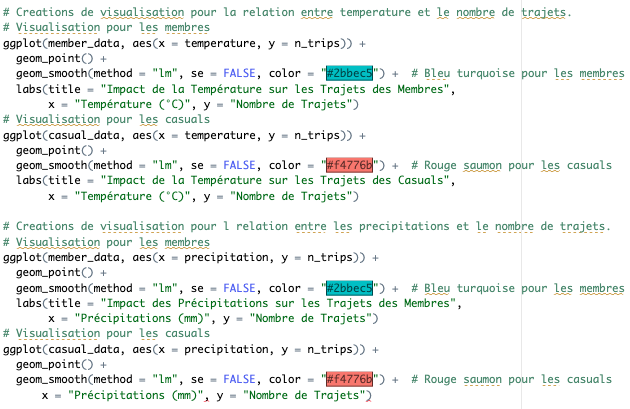 # Creations de visualisation pour la relation entre temperature et le nombre de trajets.
# Visualisation pour les membres
ggplot(member_data, aes(x = temperature, y = n_trips)) +
  geom_point() +
  geom_smooth(method = "lm", se = FALSE, color = "#2bbec5") +  # Bleu turquoise pour les membres
  labs(title = "Impact de la Température sur les Trajets des Membres",
       x = "Température (°C)", y = "Nombre de Trajets")
# Visualisation pour les casuals
ggplot(casual_data, aes(x = temperature, y = n_trips)) +
  geom_point() +
  geom_smooth(method = "lm", se = FALSE, color = "#f4776b") +  # Rouge saumon pour les casuals
  labs(title = "Impact de la Température sur les Trajets des Casuals",
       x = "Température (°C)", y = "Nombre de Trajets")

# Creations de visualisation pour l relation entre les precipitations et le nombre de trajets.
# Visualisation pour les membres
ggplot(member_data, aes(x = precipitation, y = n_trips)) +
  geom_point() +
  geom_smooth(method = "lm", se = FALSE, color = "#2bbec5") +  # Bleu turquoise pour les membres
  labs(title = "Impact des Précipitations sur les Trajets des Membres",
       x = "Précipitations (mm)", y = "Nombre de Trajets")
# Visualisation pour les casuals
ggplot(casual_data, aes(x = precipitation, y = n_trips)) +
  geom_point() +
  geom_smooth(method = "lm", se = FALSE, color = "#f4776b") +  # Rouge saumon pour les casuals
      x = "Précipitations (mm)", y = "Nombre de Trajets")